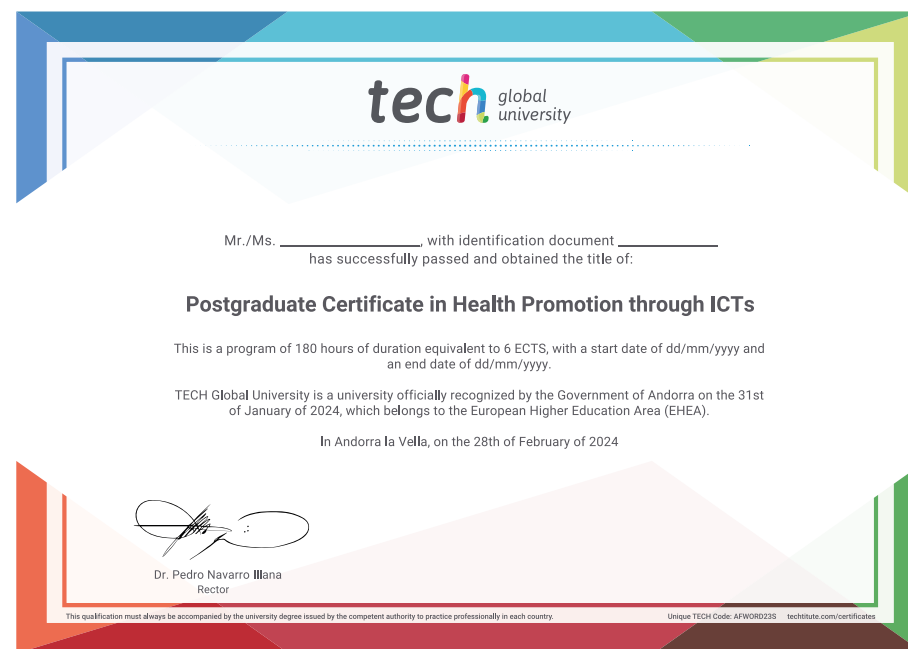 tech global university
Mr./Ms. ____________, with identification document ____________
has successfully passed and obtained the title of:
Postgraduate Certificate in Health Promotion through ICTs
This is a program of 180 hours of duration equivalent to 6 ECTS, with a start date of dd/mm/yyyy and
an end date of dd/mm/yyyy.
TECH Global University is a university officially recognized by the Government of Andorra on the 31st
of January of 2024, which belongs to the European Higher Education Area (EHEA).
In Andorra la Vella, on the 28th of February of 2024
Dr. Pedro Navarro Illana
Rector
This qualification must always be accompanied by the university degree issued by the competent authority to practice professionally in each country.
Unique TECH Code: AFWORD23S techtitute.com/certificates